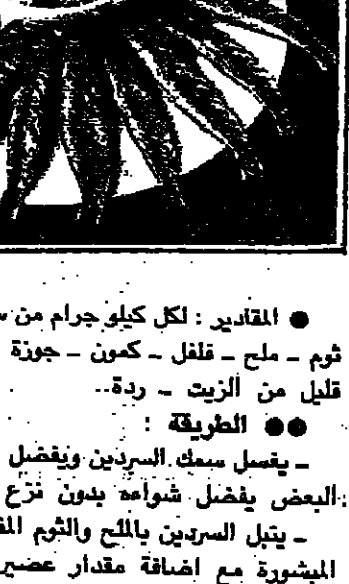 ● المقادير : لكل كيلو جرام من
ثوم - ملح - فلفل - كمون - جوزة
قليل من الزيت - ردة..
●● الطريقة :
- يغسل سمك السردين ويفضل
البعض يفضل شواءه بدون نزع
- يتبل السردين بالملح والثوم
المبشورة مع اضافة مقدار عصير